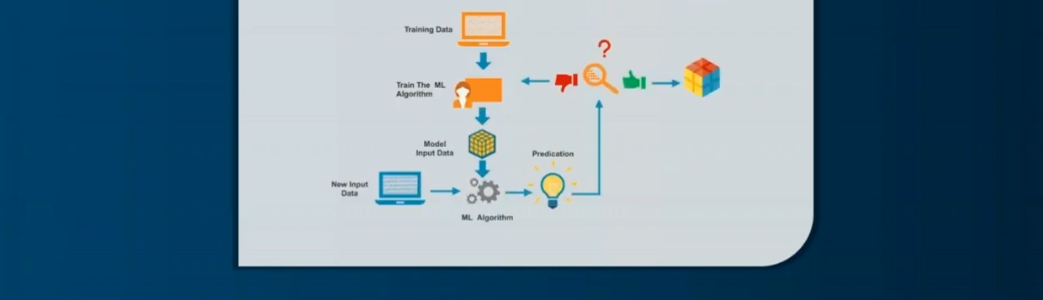 Training Data
?
Train The ML
Algorithm
Model
Input Data
Predication
New Input
Data
ML Algorithm